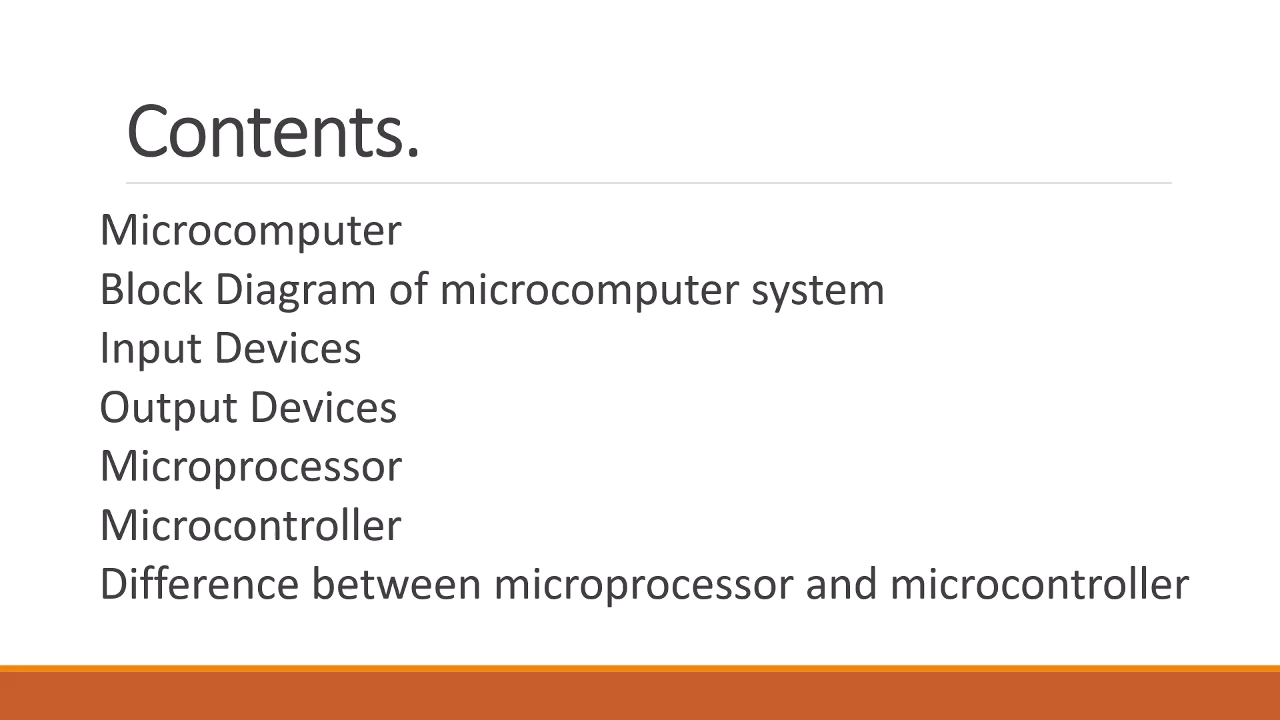 Contents.
Microcomputer
Block Diagram of microcomputer system
Input Devices
Output Devices
Microprocessor
Microcontroller
Difference between microprocessor and microcontroller